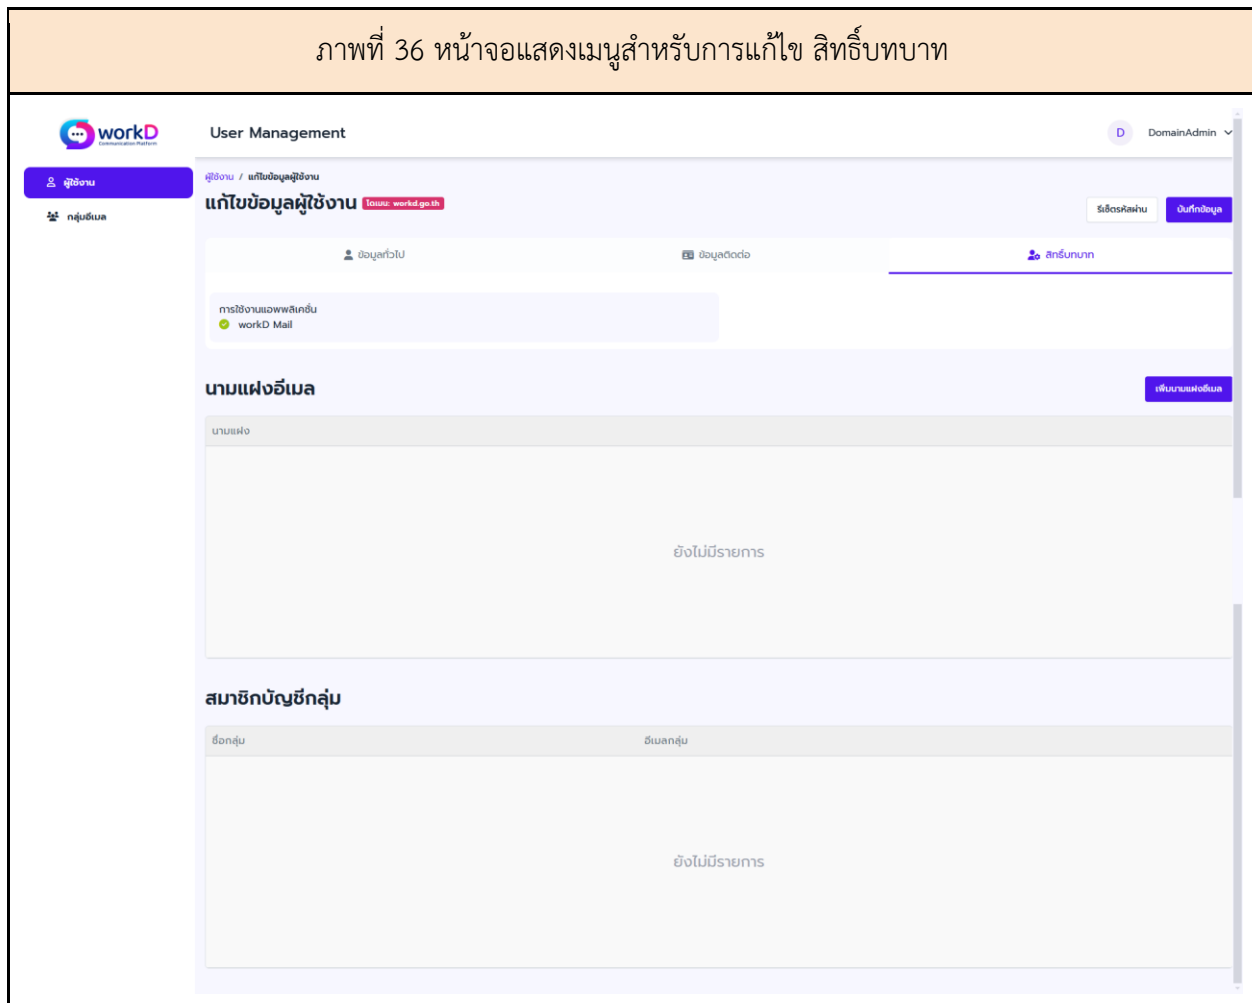 ภาพที่ 36 หน้าจอแสดงเมนูสำหรับการแก้ไข สิทธิ์บทบาท
workD
Communication Platform
User Management
D DomainAdmin
ผู้ใช้งาน
กลุ่มอีเมล
ผู้ใช้งาน / แก้ไขข้อมูลผู้ใช้งาน
แก้ไขข้อมูลผู้ใช้งาน โดเมน: workd.go.th
รีเซ็ตรหัสผ่าน บันทึกข้อมูล
ข้อมูลทั่วไป ข้อมูลติดต่อ สิทธิ์บทบาท
การใช้งานแอพพลิเคชั่น
workD Mail
นามแฝงอีเมล เพิ่มนามแฝงอีเมล
นามแฝง
ยังไม่มีรายการ
สมาชิกบัญชีกลุ่ม
ชื่อกลุ่ม อีเมลกลุ่ม
ยังไม่มีรายการ